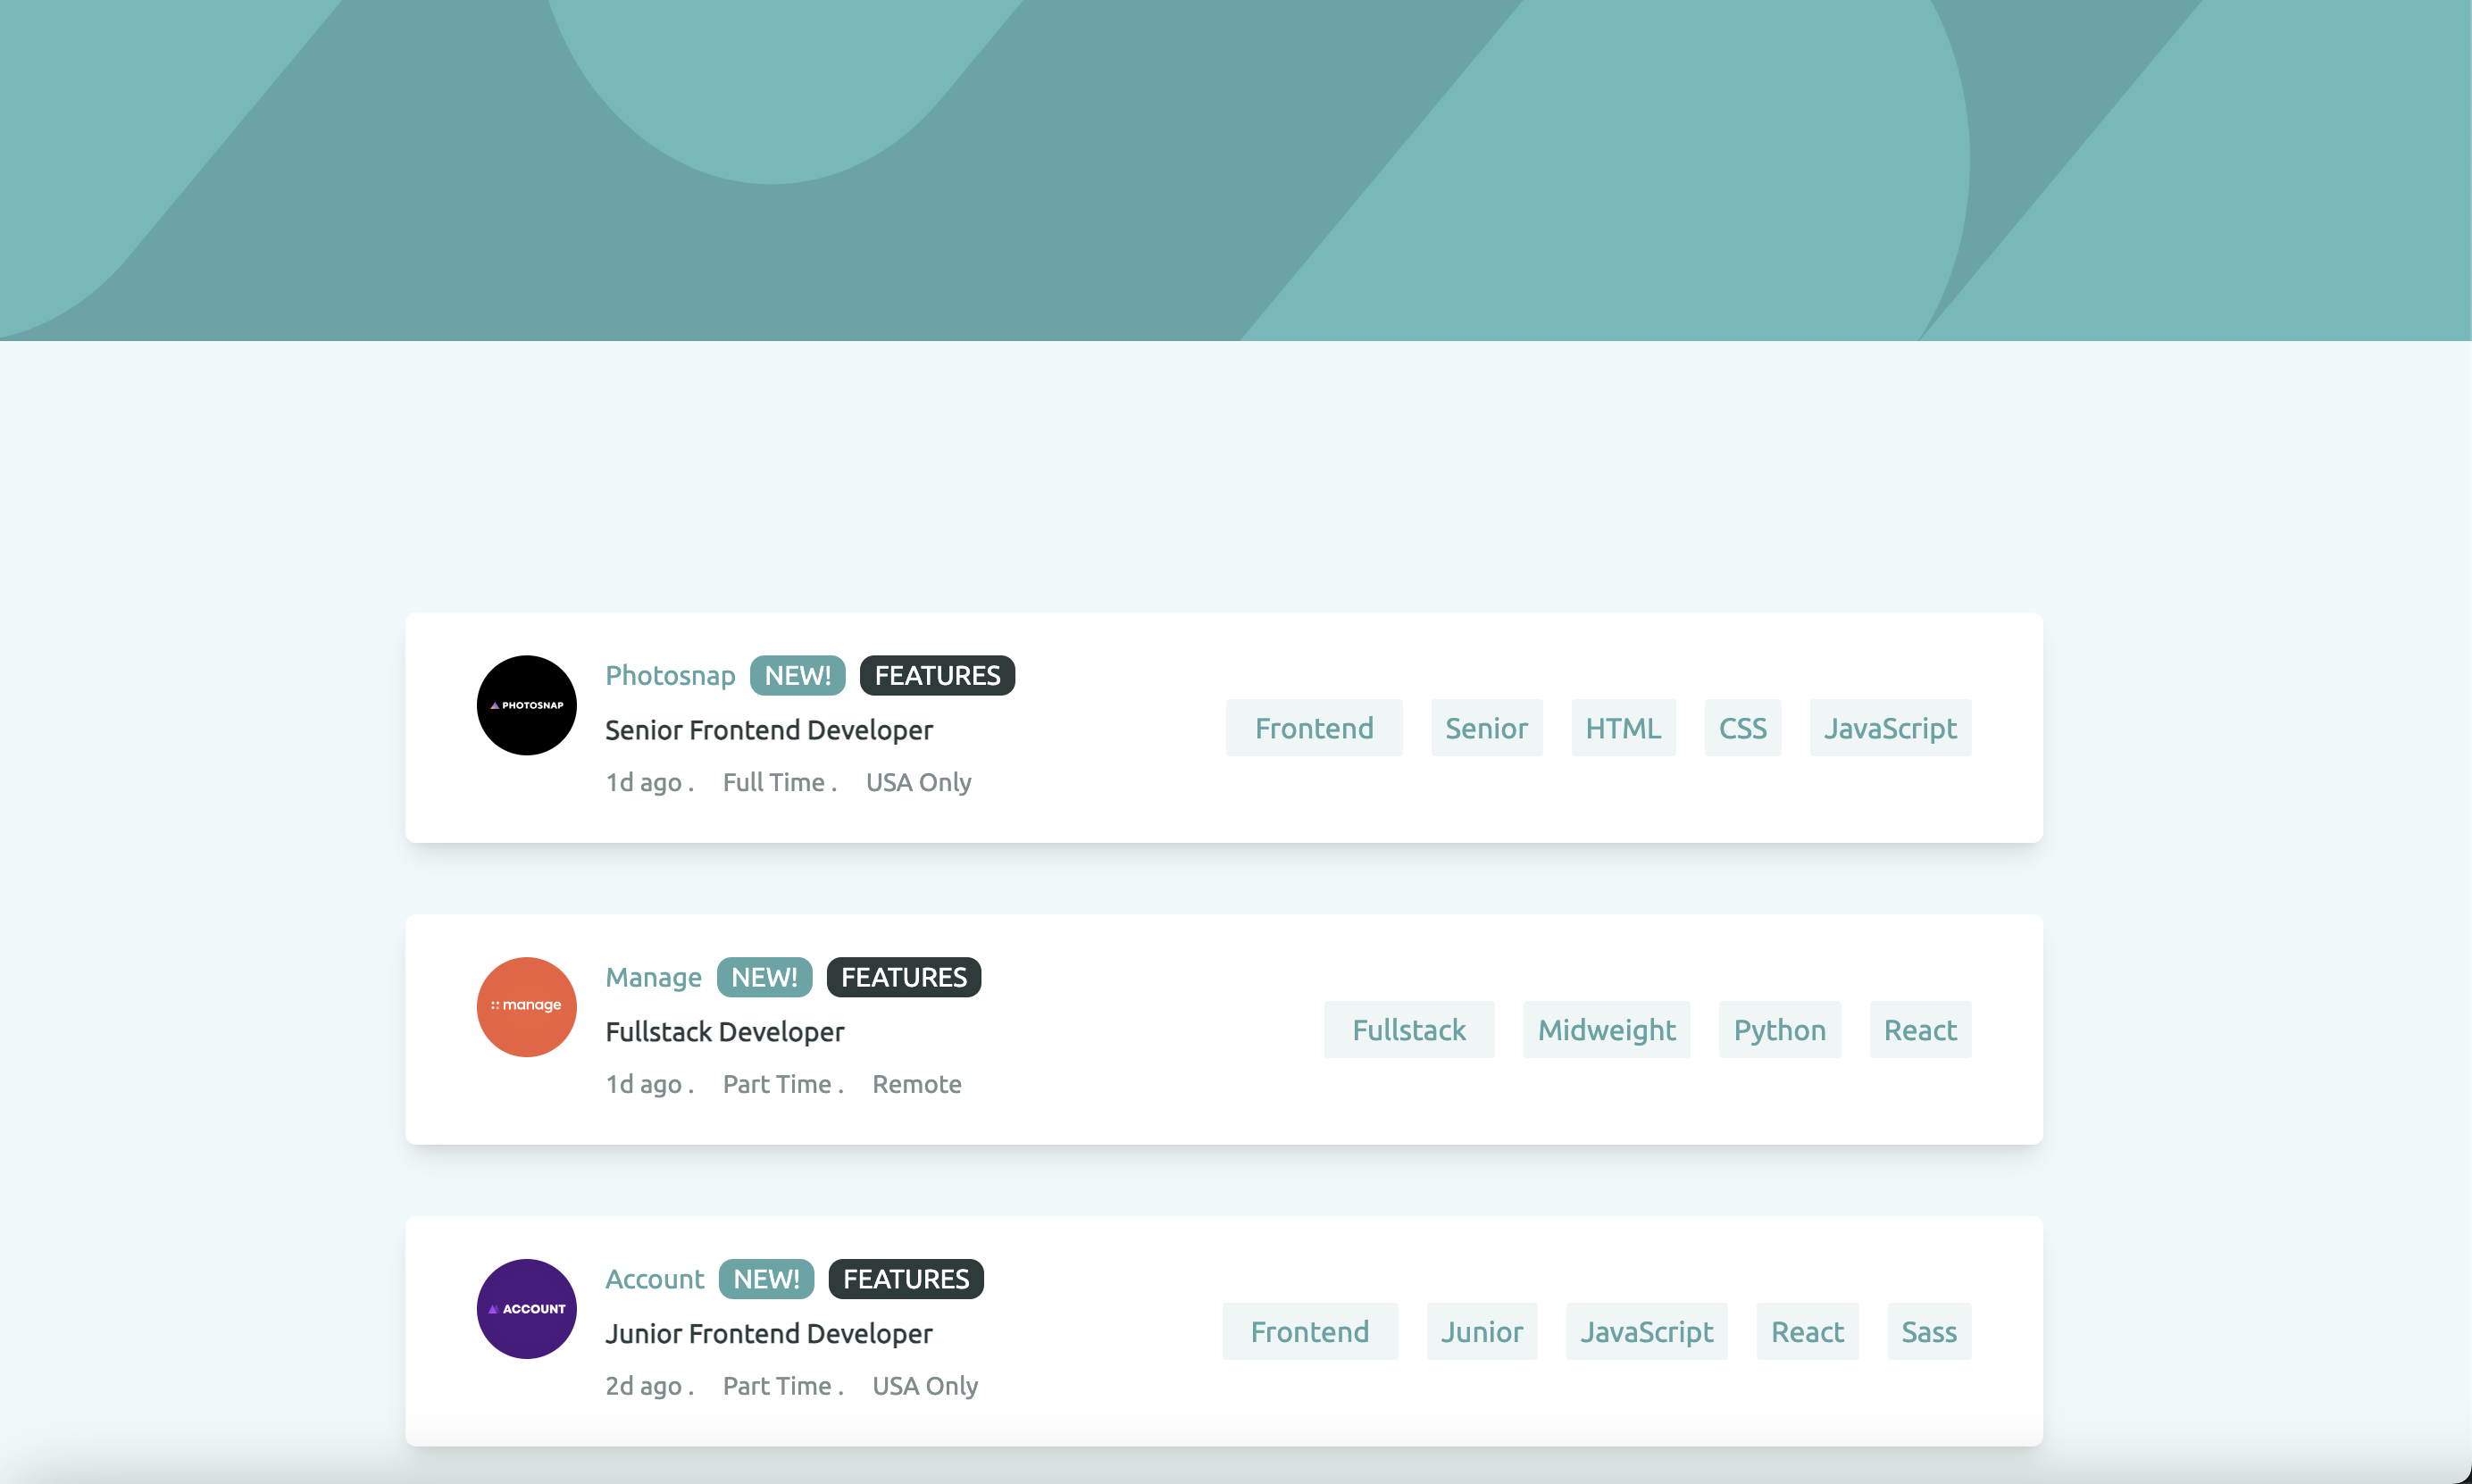 PHOTOSNAP
Photosnap NEW! FEATURES
Senior Frontend Developer
1d ago . Full Time . USA Only
Frontend Senior HTML CSS JavaScript
manage
Manage NEW! FEATURES
Fullstack Developer
1d ago . Part Time . Remote
Fullstack Midweight Python React
ACCOUNT
Account NEW! FEATURES
Junior Frontend Developer
2d ago . Part Time . USA Only
Frontend Junior JavaScript React Sass